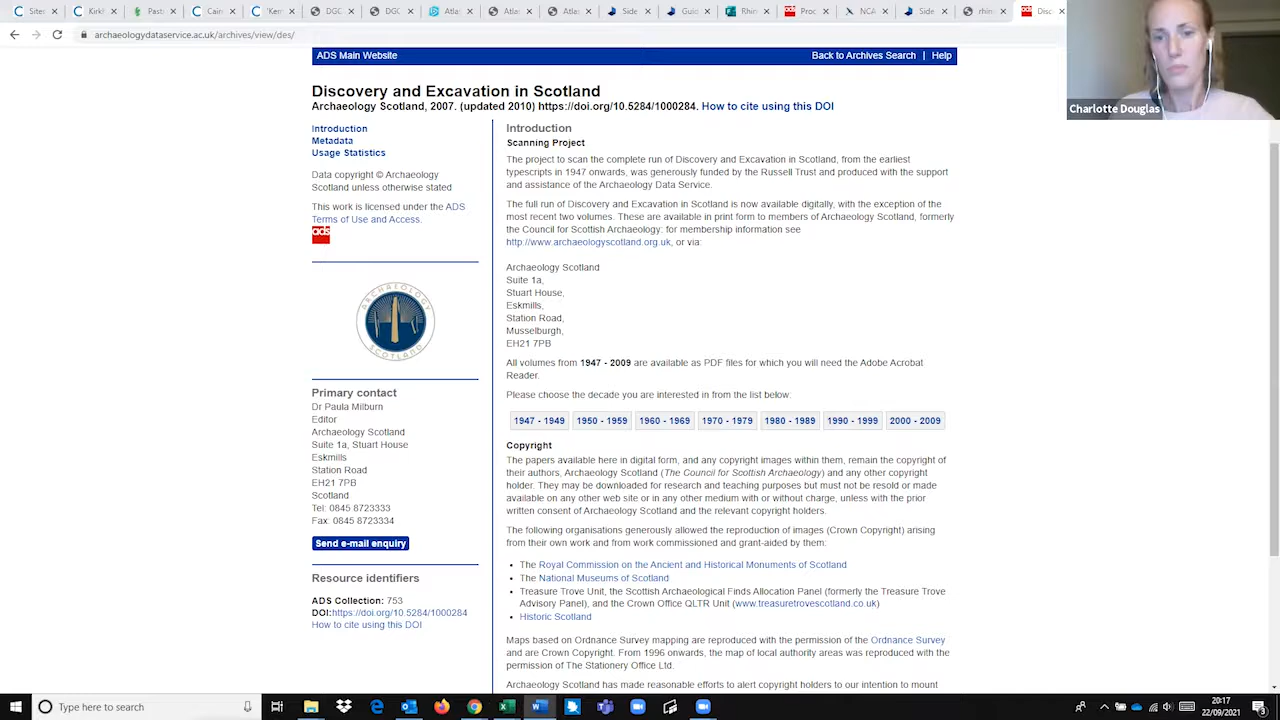 Sites
D
Cairn
Kerr
DGC
KirkD
Past
Atlas
Atla
Atla
Side
Guid
Rhin
Proc
NCA
Side
rhin
Disc
archaeologydataservice.ac.uk/archives/view/des/
Charlotte Douglas
ADS Main Website
Back to Archives Search | Help
Discovery and Excavation in Scotland
Archaeology Scotland, 2007. (updated 2010) https://doi.org/10.5284/1000284. How to cite using this DOI
Introduction
Metadata
Usage Statistics
Data copyright © Archaeology
Scotland unless otherwise stated
This work is licensed under the ADS
Terms of Use and Access.
ads
ARCHAEOLOGY
SCOTLAND
Primary contact
Dr Paula Milburn
Editor
Archaeology Scotland
Suite 1a, Stuart House
Eskmills
Station Road
EH21 7PB
Scotland
Tel: 0845 8723333
Fax: 0845 8723334
Send e-mail enquiry
Resource identifiers
ADS Collection: 753
DOI:https://doi.org/10.5284/1000284
How to cite using this DOI
Introduction
Scanning Project
The project to scan the complete run of Discovery and Excavation in Scotland, from the earliest
typescripts in 1947 onwards, was generously funded by the Russell Trust and produced with the support
and assistance of the Archaeology Data Service.
The full run of Discovery and Excavation in Scotland is now available digitally, with the exception of the
most recent two volumes. These are available in print form to members of Archaeology Scotland, formerly
the Council for Scottish Archaeology: for membership information see
http://www.archaeologyscotland.org.uk, or via:
Archaeology Scotland
Suite 1a,
Stuart House,
Eskmills,
Station Road,
Musselburgh,
EH21 7PB
All volumes from 1947 - 2009 are available as PDF files for which you will need the Adobe Acrobat
Reader.
Please choose the decade you are interested in from the list below.
1947 - 1949 1950 - 1959 1960 - 1969 1970 - 1979 1980 - 1989 1990 - 1999 2000 - 2009
Copyright
The papers available here in digital form, and any copyright images within them, remain the copyright of
their authors, Archaeology Scotland (The Council for Scottish Archaeology) and any other copyright
holder. They may be downloaded for research and teaching purposes but must not be resold or made
available on any other web site or in any other medium with or without charge, unless with the prior
written consent of Archaeology Scotland and the relevant copyright holders.
The following organisations generously allowed the reproduction of images (Crown Copyright) arising
from their own work and from work commissioned and grant-aided by them:
The Royal Commission on the Ancient and Historical Monuments of Scotland
The National Museums of Scotland
Treasure Trove Unit, the Scottish Archaeological Finds Allocation Panel (formerly the Treasure Trove
Advisory Panel), and the Crown Office QLTR Unit (www.treasuretrovescotland.co.uk)
Historic Scotland
Maps based on Ordnance Survey mapping are reproduced with the permission of the Ordnance Survey
and are Crown Copyright. From 1996 onwards, the map of local authority areas was reproduced with the
permission of The Stationery Office Ltd.
Archaeology Scotland has made reasonable efforts to alert copyright holders to our intention to mount
Type here to search
20:17
22/09/2021